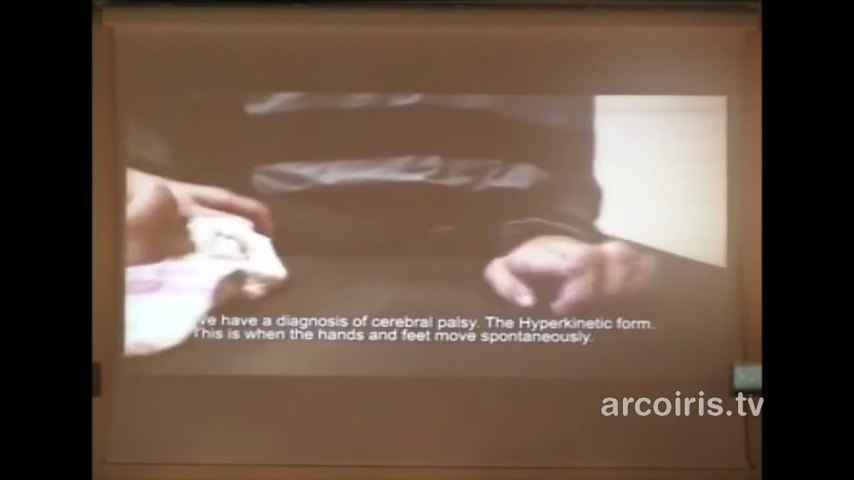 We have a diagnosis of cerebral palsy. The Hyperkinetic form.
This is when the hands and feet move spontaneously.
arcoiris.tv